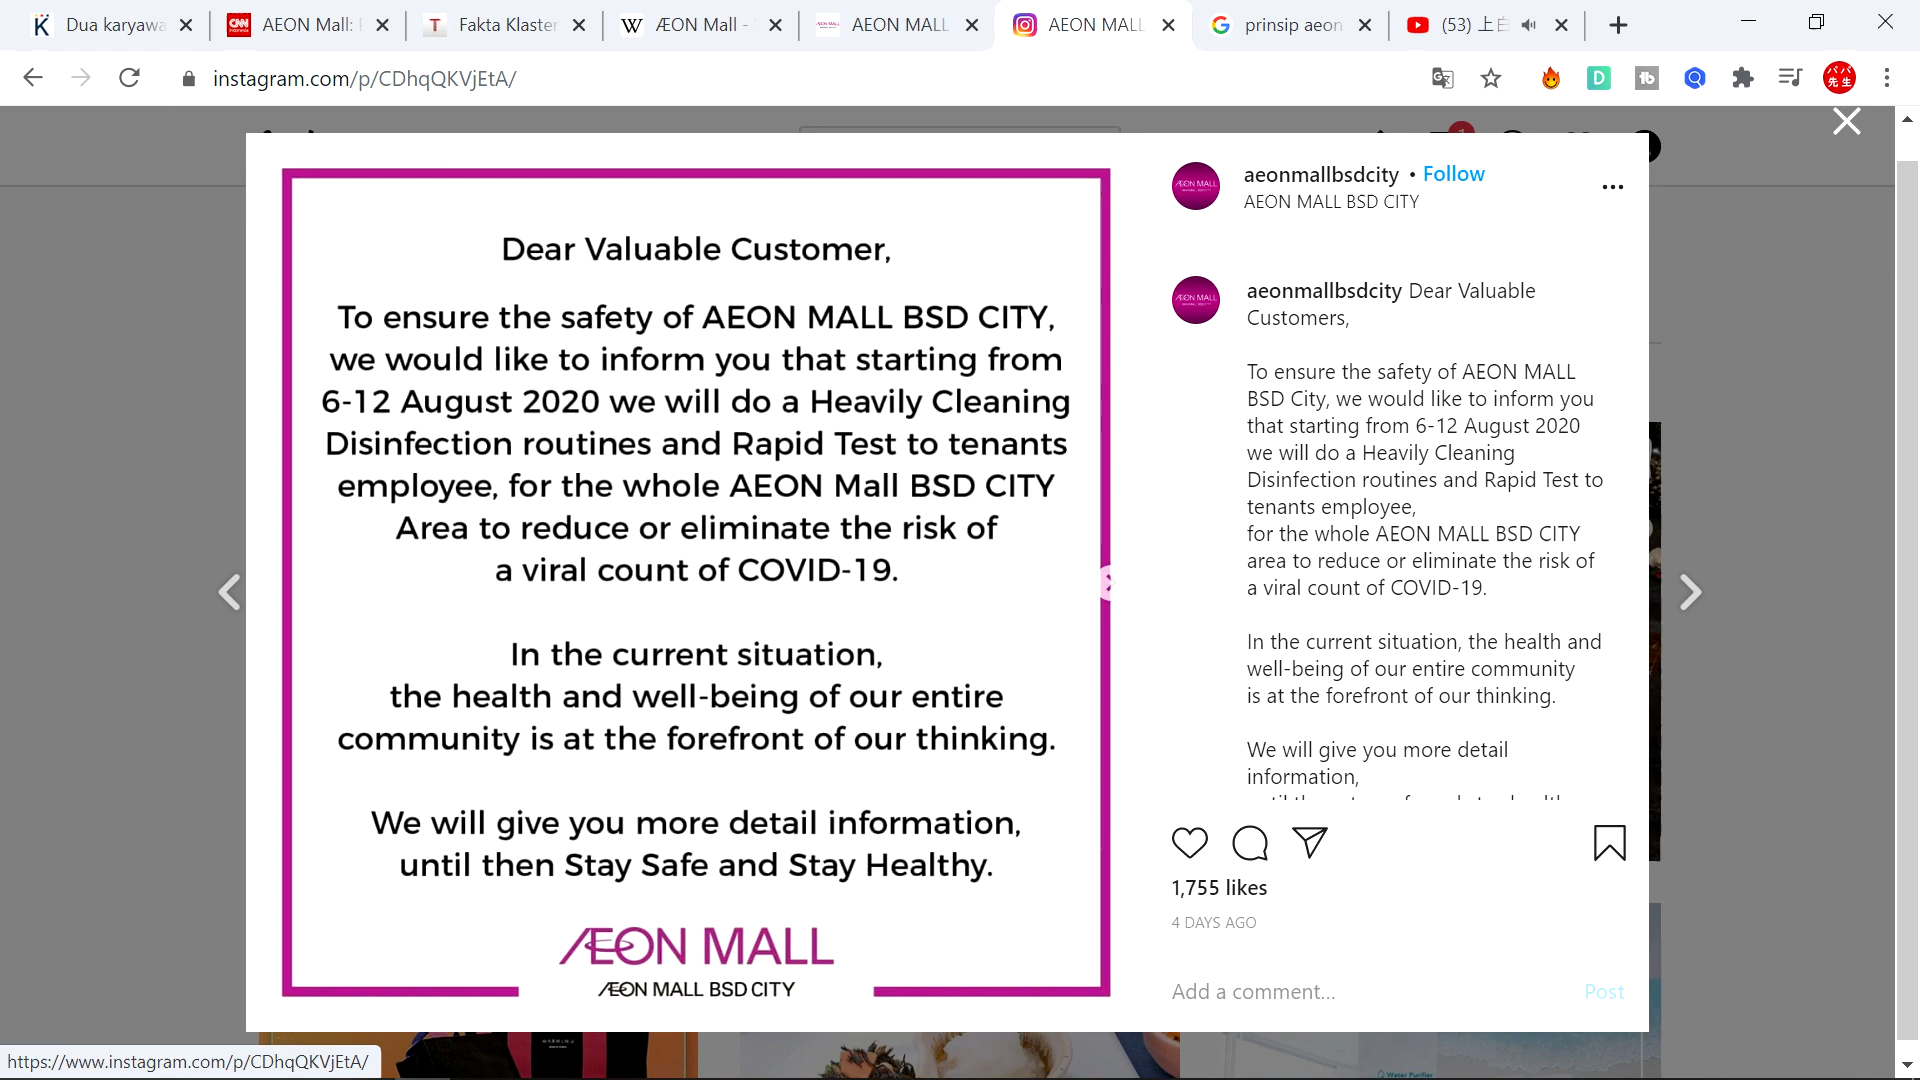 Dua karyawa
CNN
AEON Mall: F
T
Fakta Klaster
W
ÆON Mall -
AEON MALL
AEON MALL
prinsip aeon
(53) 上白
instagram.com/p/CDhqQKVjEtA/
パパ
先生
Dear Valuable Customer,
To ensure the safety of AEON MALL BSD CITY,
we would like to inform you that starting from
6-12 August 2020 we will do a Heavily Cleaning
Disinfection routines and Rapid Test to tenants
employee, for the whole AEON Mall BSD CITY
Area to reduce or eliminate the risk of
a viral count of COVID-19.
In the current situation,
the health and well-being of our entire
community is at the forefront of our thinking.
We will give you more detail information,
until then Stay Safe and Stay Healthy.
ÆON MALL
ÆON MALL BSD CITY
aeonmallbsdcity • Follow
AEON MALL BSD CITY
aeonmallbsdcity Dear Valuable
Customers,
To ensure the safety of AEON MALL
BSD City, we would like to inform you
that starting from 6-12 August 2020
we will do a Heavily Cleaning
Disinfection routines and Rapid Test to
tenants employee,
for the whole AEON MALL BSD CITY
area to reduce or eliminate the risk of
a viral count of COVID-19.
In the current situation, the health and
well-being of our entire community
is at the forefront of our thinking.
We will give you more detail
information,
1,755 likes
4 DAYS AGO
Add a comment... Post
Water Purifier
https://www.instagram.com/p/CDhqQKVjEtA/